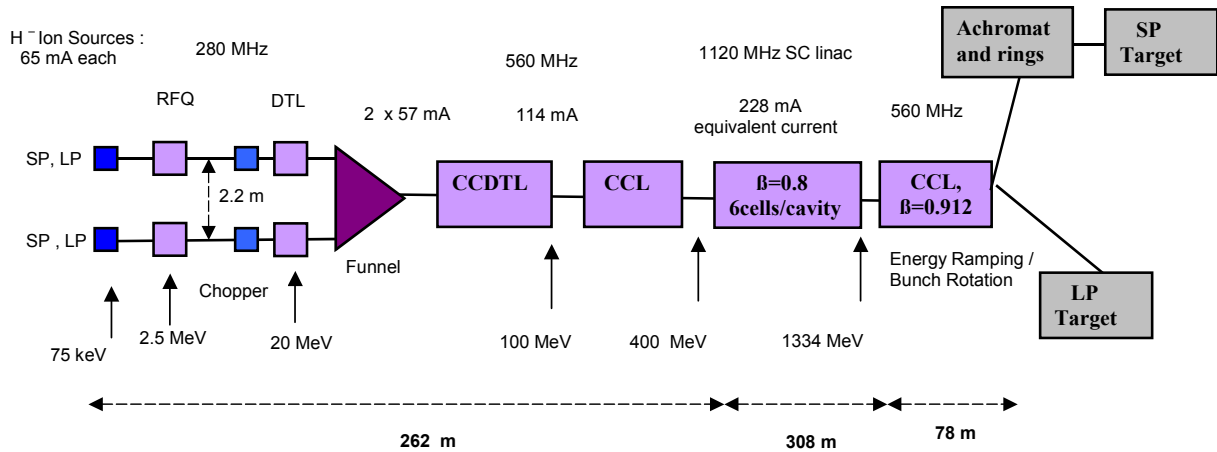 H⁻ Ion Sources :
65 mA each
280 MHz
560 MHz
1120 MHz SC linac
Achromat
and rings
SP
Target
RFQ
DTL
2 x 57 mA
114 mA
228 mA
equivalent current
560 MHz
SP, LP
2.2 m
CCDTL
CCL
ß=0.8
6cells/cavity
CCL,
ß=0.912
SP , LP
Funnel
Chopper
Energy Ramping /
Bunch Rotation
LP
Target
75 keV
2.5 MeV
20 MeV
100 MeV
400 MeV
1334 MeV
262 m
308 m
78 m